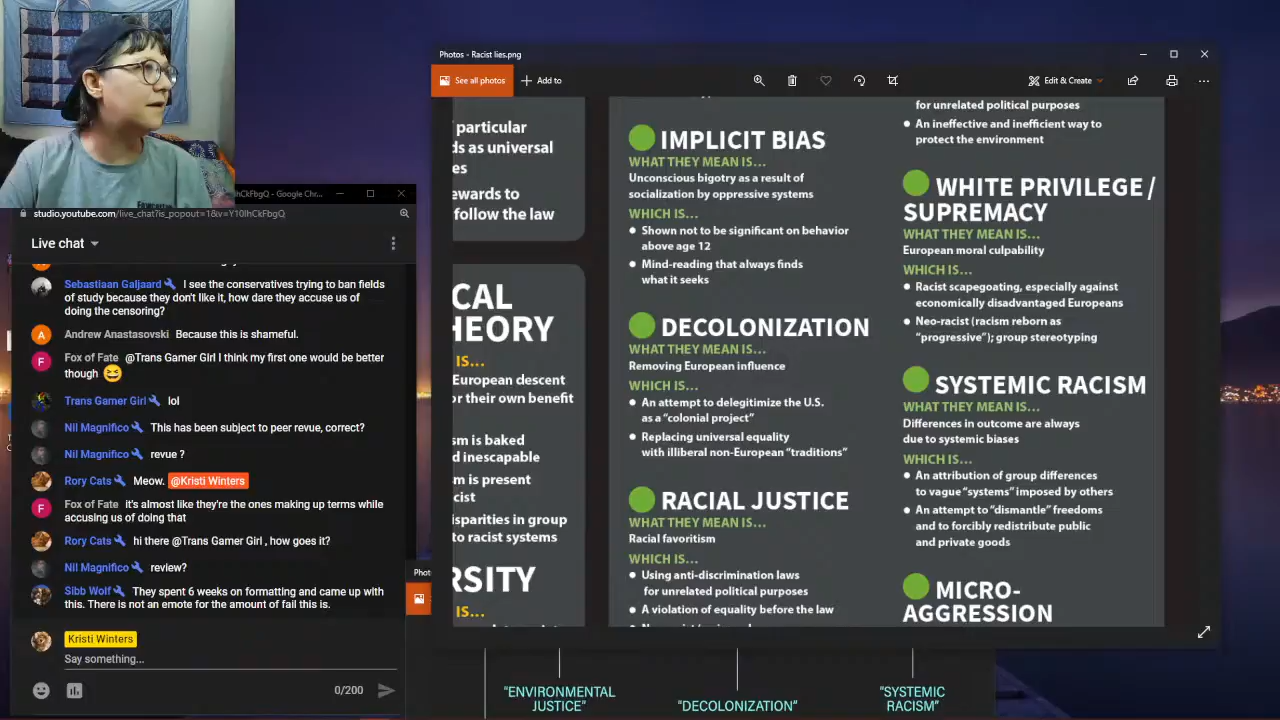 Photos - Racist lies.png
See all photos
Add to
Edit & Create
hCkFbgQ - Google Chr...
studio.youtube.com/live_chat?is_popout=1&v=Y10IhCkFbgQ
Live chat
Sebastiaan Galjaard I see the conservatives trying to ban fields
of study because they don't like it, how dare they accuse us of
doing the censoring?
Andrew Anastasovski Because this is shameful.
Fox of Fate @Trans Gamer Girl I think my first one would be better
though
Trans Gamer Girl lol
Nil Magnifico This has been subject to peer revue, correct?
Nil Magnifico revue ?
Rory Cats Meow. @Kristi Winters
Fox of Fate it's almost like they're the ones making up terms while
accusing us of doing that
Rory Cats hi there @Trans Gamer Girl , how goes it?
Nil Magnifico review?
Sibb Wolf They spent 6 weeks on formatting and came up with
this. There is not an emote for the amount of fail this is.
Kristi Winters
Say something...
0/200
particular
ds as universal
es
ewards to
follow the law
CAL
HEORY
IS...
European descent
or their own benefit
sm is baked
d inescapable
m is present
cist
isparities in group
to racist systems
RSITY
IS...
IMPLICIT BIAS
WHAT THEY MEAN IS...
Unconscious bigotry as a result of
socialization by oppressive systems
WHICH IS...
Shown not to be significant on behavior
above age 12
Mind-reading that always finds
what it seeks
DECOLONIZATION
WHAT THEY MEAN IS...
Removing European influence
WHICH IS...
An attempt to delegitimize the U.S.
as a “colonial project”
Replacing universal equality
with illiberal non-European “traditions”
RACIAL JUSTICE
WHAT THEY MEAN IS...
Racial favoritism
WHICH IS...
Using anti-discrimination laws
for unrelated political purposes
A violation of equality before the law
for unrelated political purposes
An ineffective and inefficient way to
protect the environment
WHITE PRIVILEGE /
SUPREMACY
WHAT THEY MEAN IS...
European moral culpability
WHICH IS...
Racist scapegoating, especially against
economically disadvantaged Europeans
Neo-racist (racism reborn as
“progressive”); group stereotyping
SYSTEMIC RACISM
WHAT THEY MEAN IS...
Differences in outcome are always
due to systemic biases
WHICH IS...
An attribution of group differences
to vague “systems” imposed by others
An attempt to “dismantle” freedoms
and to forcibly redistribute public
and private goods
MICRO-
AGGRESSION
Phot
"ENVIRONMENTAL
JUSTICE"
"DECOLONIZATION"
"SYSTEMIC
RACISM"